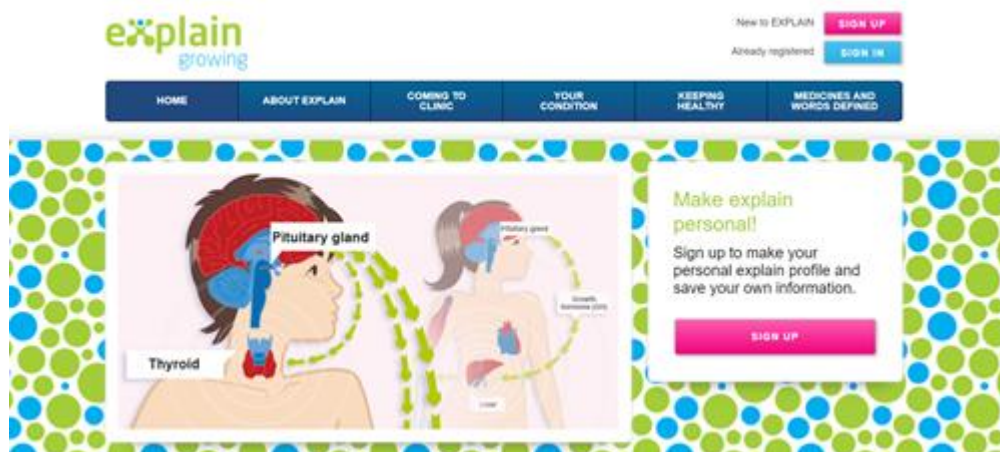 explain
growing
New to EXPLAIN
SIGN UP
Already registered
SIGN IN
HOME
ABOUT EXPLAIN
COMING TO
CLINIC
YOUR
CONDITION
KEEPING
HEALTHY
MEDICINES AND
WORDS DEFINED
Pituitary gland
Thyroid
Pituitary gland
Growth
hormone (GH)
Liver
Make explain
personal!
Sign up to make your
personal explain profile and
save your own information.
SIGN UP